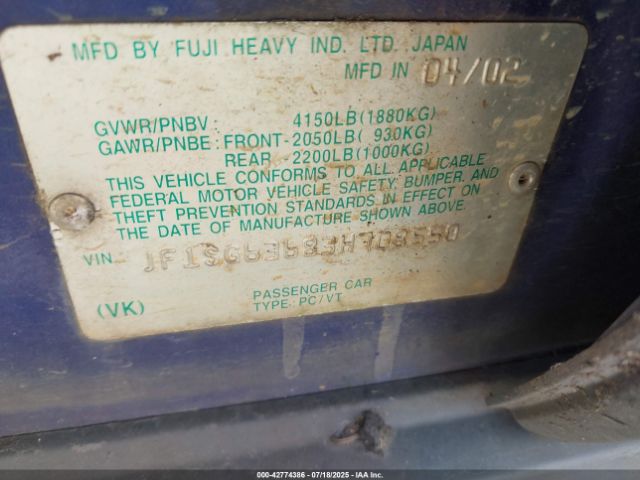 MFD BY FUJI HEAVY IND. LTD. JAPAN
MFD IN 04/02
GVWR/PNBV : 4150LB(1880KG)
GAWR/PNBE : FRONT-2050LB( 930KG)
REAR -2200LB(1000KG)
THIS VEHICLE CONFORMS TO ALL APPLICABLE
FEDERAL MOTOR VEHICLE SAFETY, BUMPER, AND
THEFT PREVENTION STANDARDS IN EFFECT ON
THE DATE OF MANUFACTURE SHOWN ABOVE.
VIN
PASSENGER CAR
(VK) TYPE: PC/VT
000-42774386 - 07/18/2025 - IAA Inc.